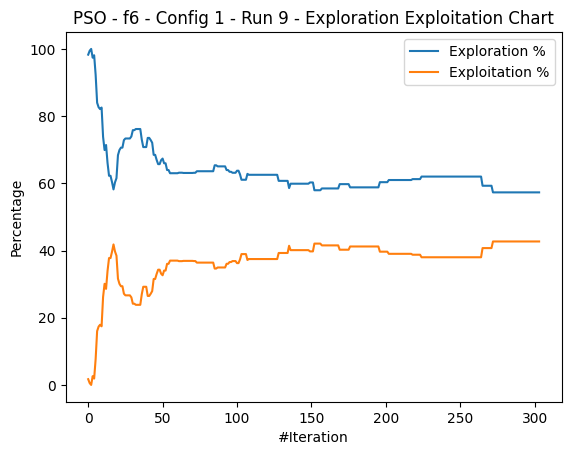 PSO - f6 - Config 1 - Run 9 - Exploration Exploitation Chart
Exploration %
Exploitation %
Percentage
100
80
60
40
20
0
0
50
100
150
200
250
300
#Iteration